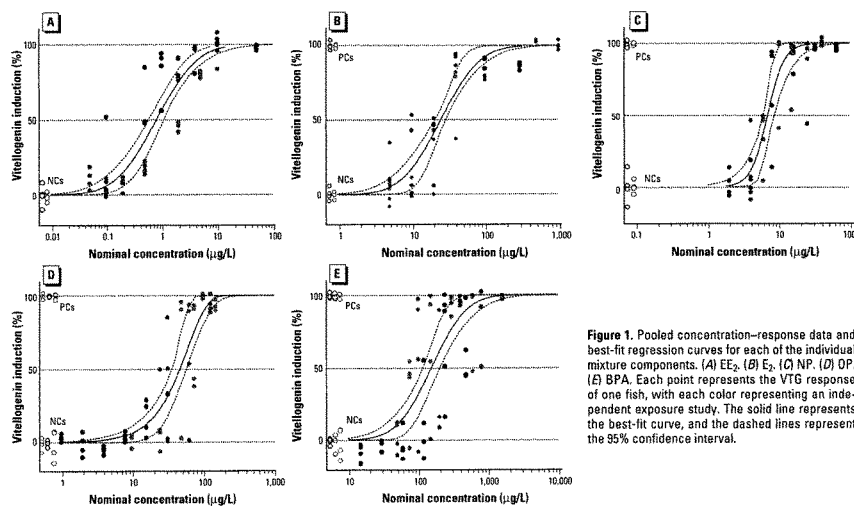 A
Vitellogenin induction (%)
100
50
0
NCs
0.01 0.1 1 10 100
Nominal concentration (µg/L)
B
Vitellogenin induction (%)
100
50
0
PCs
NCs
1 10 100 1,000
Nominal concentration (µg/L)
C
Vitellogenin induction (%)
100
50
0
PCs
NCs
0.1 1 10 100
Nominal concentration (µg/L)
D
Vitellogenin induction (%)
100
50
0
PCs
NCs
1 10 100 1,000
Nominal concentration (µg/L)
E
Vitellogenin induction (%)
100
50
0
PCs
NCs
10 100 1,000 10,000
Nominal concentration (µg/L)
Figure 1. Pooled concentration–response data and
best-fit regression curves for each of the individual
mixture components. (A) EE₂. (B) E₂. (C) NP. (D) OP.
(E) BPA. Each point represents the VTG response
of one fish, with each color representing an inde-
pendent exposure study. The solid line represents
the best-fit curve, and the dashed lines represent
the 95% confidence interval.